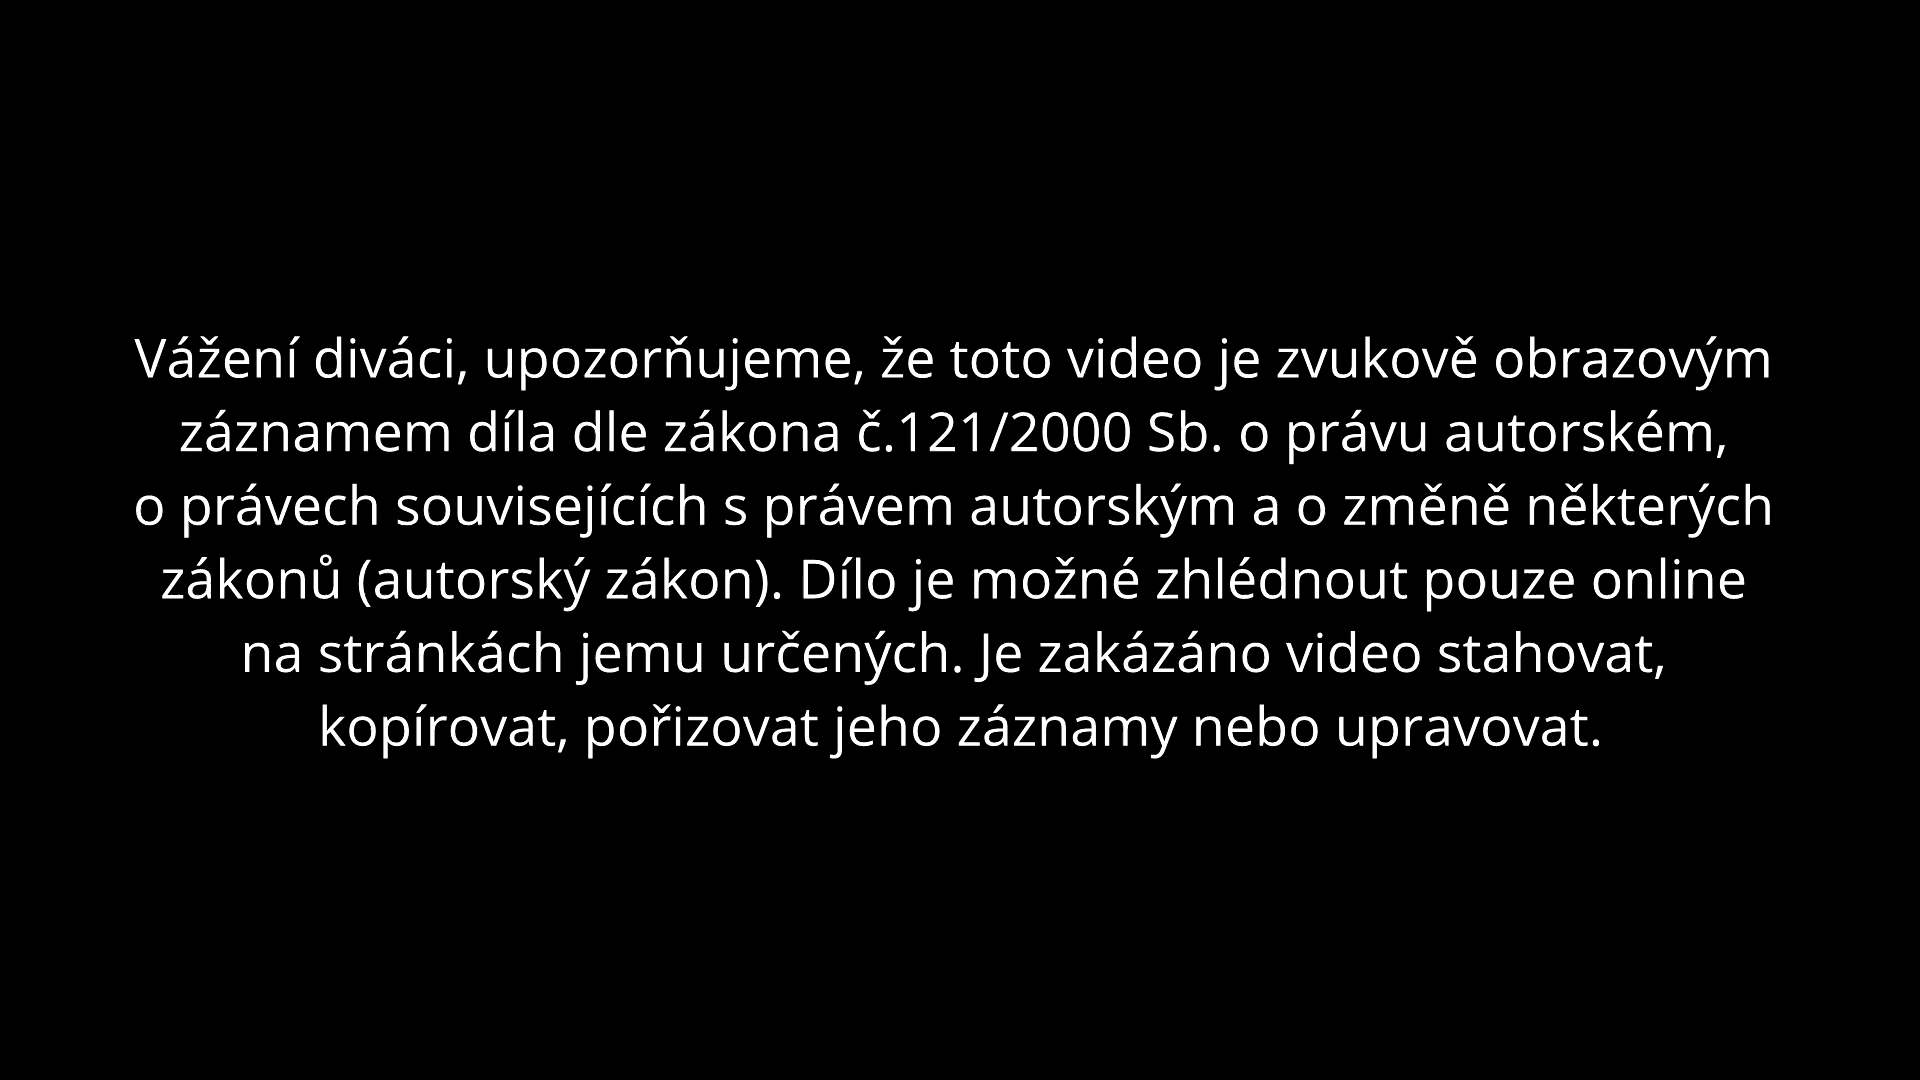 Vážení diváci, upozorňujeme, že toto video je zvukově obrazovým
záznamem díla dle zákona č.121/2000 Sb. o právu autorském,
o právech souvisejících s právem autorským a o změně některých
zákonů (autorský zákon). Dílo je možné zhlédnout pouze online
na stránkách jemu určených. Je zakázáno video stahovat,
kopírovat, pořizovat jeho záznamy nebo upravovat.